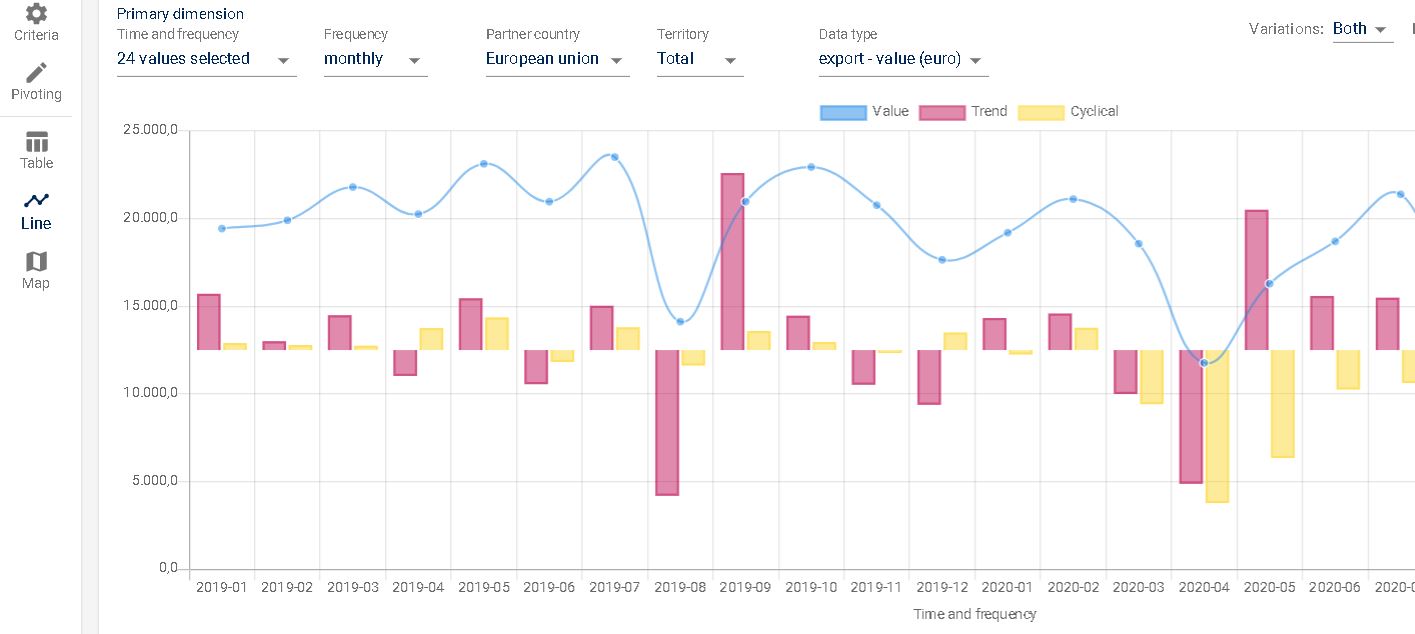 Criteria
Pivoting
Table
Line
Map
Primary dimension
Time and frequency
24 values selected
Frequency
monthly
Partner country
European union
Territory
Total
Data type
export - value (euro)
Variations: Both
Value Trend Cyclical
25.000,0
20.000,0
15.000,0
10.000,0
5.000,0
0,0
2019-01 2019-02 2019-03 2019-04 2019-05 2019-06 2019-07 2019-08 2019-09 2019-10 2019-11 2019-12 2020-01 2020-02 2020-03 2020-04 2020-05 2020-06
Time and frequency